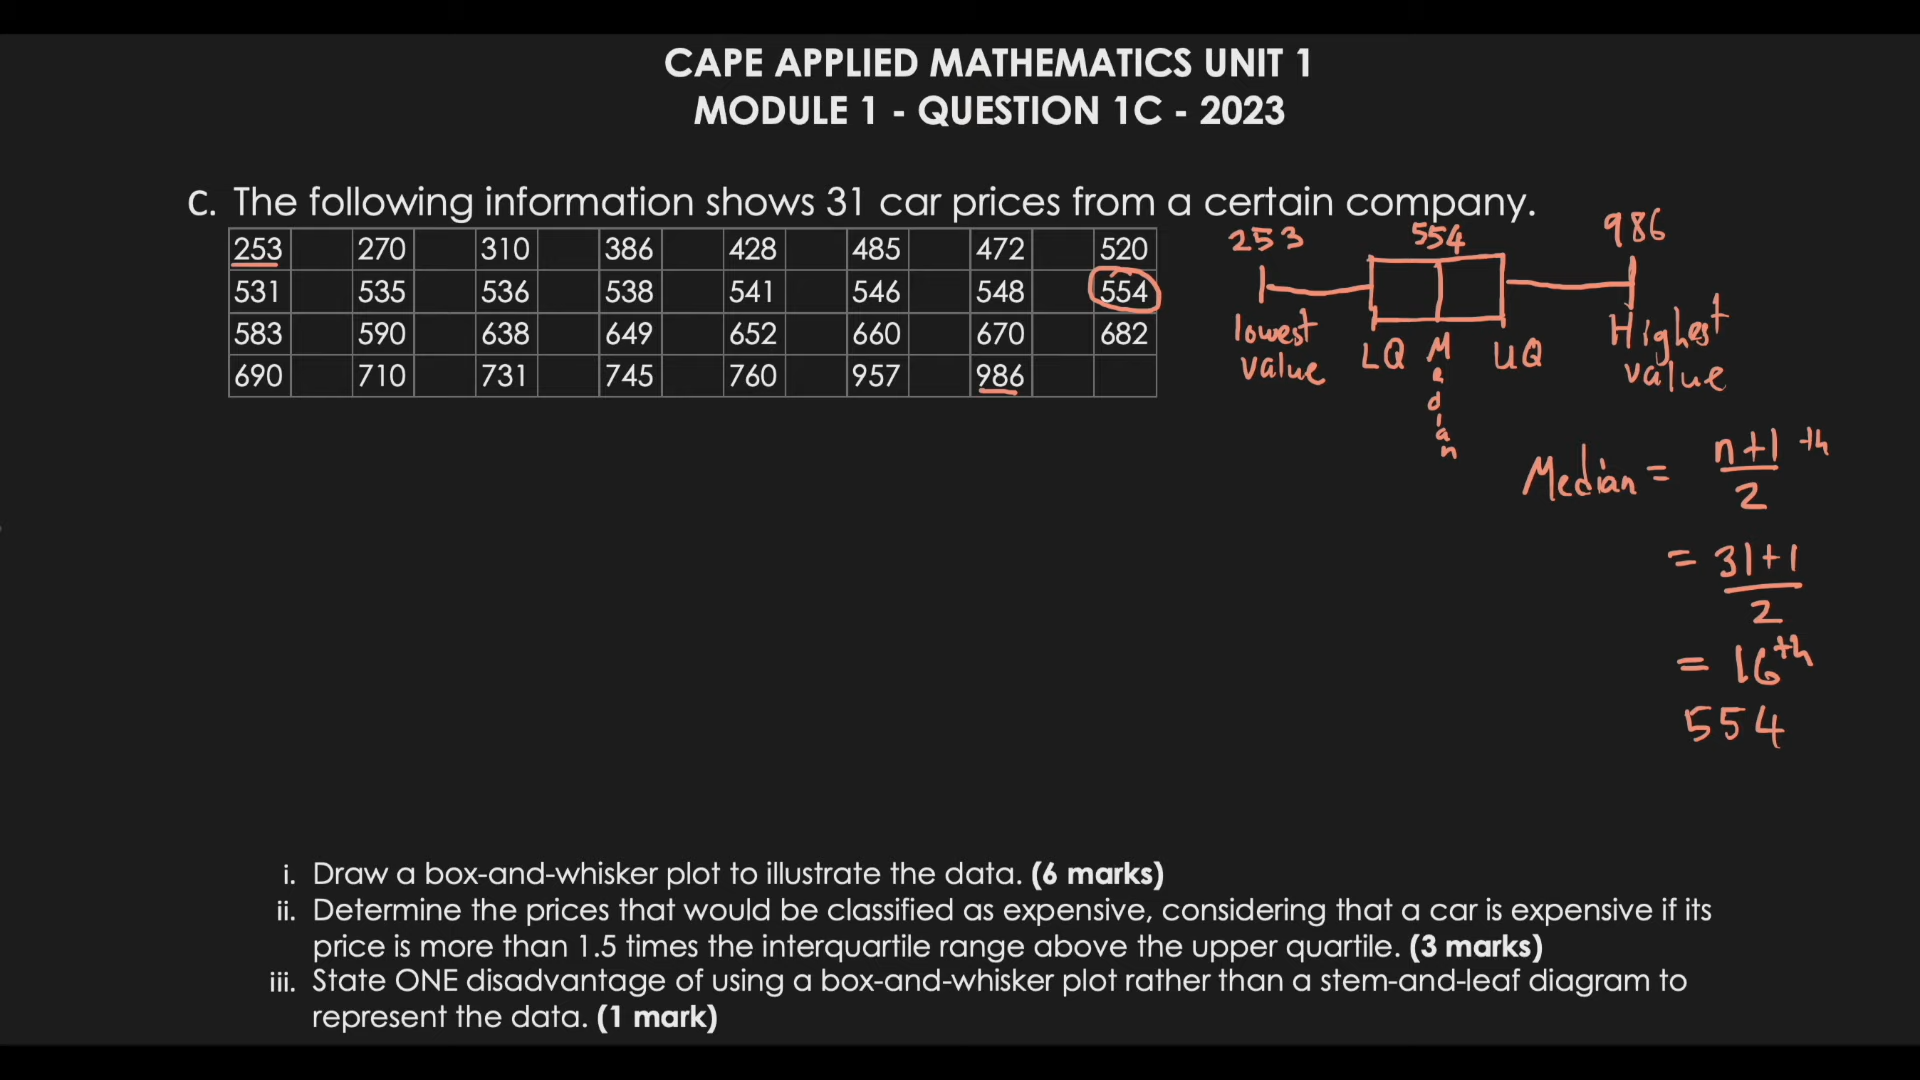 CAPE APPLIED MATHEMATICS UNIT 1
MODULE 1 - QUESTION 1C - 2023
c. The following information shows 31 car prices from a certain company.
253 270 310 386 428 485 472 520
531 535 536 538 541 546 548 554
583 590 638 649 652 660 670 682
690 710 731 745 760 957 986
253 554 986
lowest value
LQ
Median
UQ
Highest value
Median = n+1 th
2
= 31+1
2
= 16th
554
i. Draw a box-and-whisker plot to illustrate the data. (6 marks)
ii. Determine the prices that would be classified as expensive, considering that a car is expensive if its
price is more than 1.5 times the interquartile range above the upper quartile. (3 marks)
iii. State ONE disadvantage of using a box-and-whisker plot rather than a stem-and-leaf diagram to
represent the data. (1 mark)